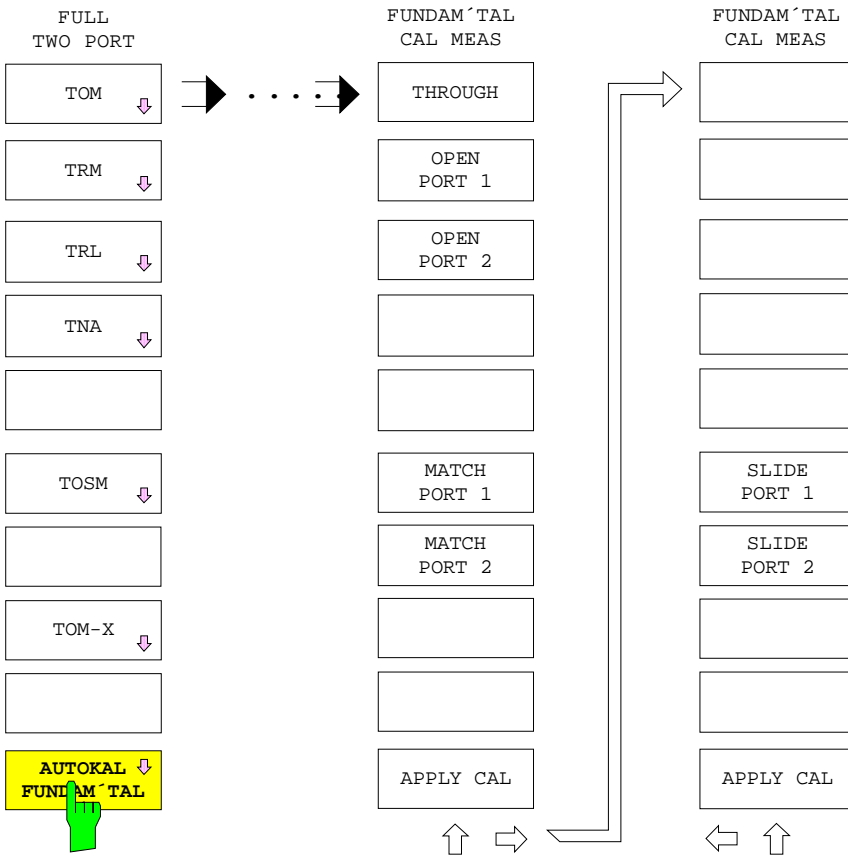 FULL
TWO PORT
TOM
TRM
TRL
TNA
TOSM
TOM-X
AUTOKAL
FUNDAM´TAL
FUNDAM´TAL
CAL MEAS
THROUGH
OPEN
PORT 1
OPEN
PORT 2
MATCH
PORT 1
MATCH
PORT 2
APPLY CAL
FUNDAM´TAL
CAL MEAS
SLIDE
PORT 1
SLIDE
PORT 2
APPLY CAL